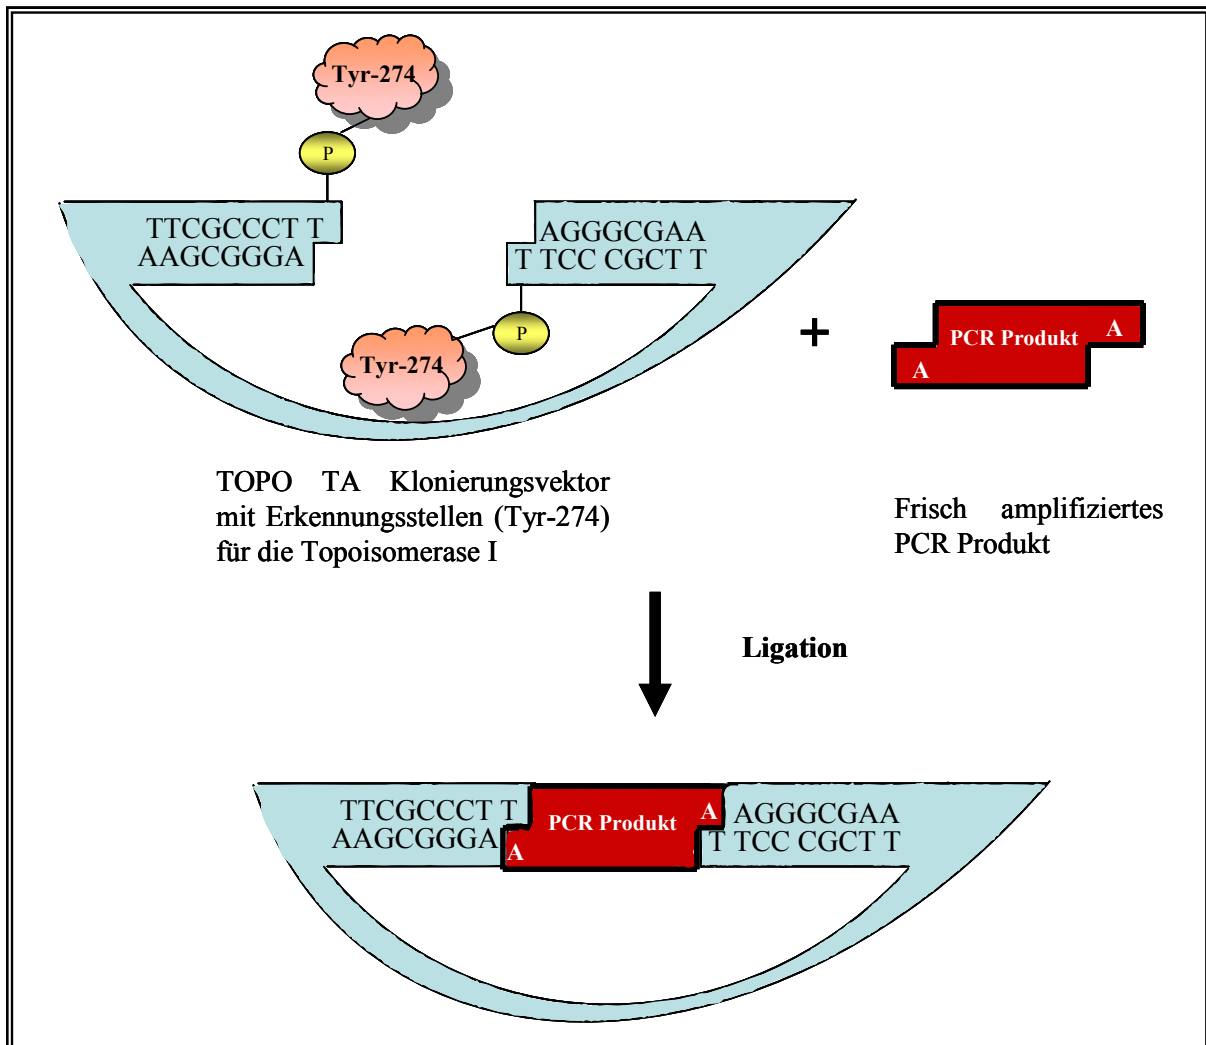 Tyr-274
P
TTCGCCCT T
AAGCGGGA
AGGGCGAA
T TCC CGCT T
P
Tyr-274
+
PCR Produkt
A
A
TOPO TA Klonierungsvektor
mit Erkennungsstellen (Tyr-274)
für die Topoisomerase I
Frisch amplifiziertes
PCR Produkt
Ligation
TTCGCCCT T
AAGCGGGA
A
PCR Produkt
A
AGGGCGAA
T TCC CGCT T